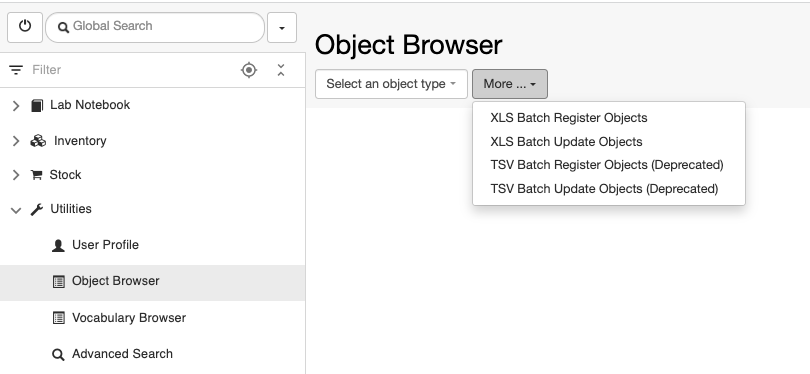 Global Search
Filter
Lab Notebook
Inventory
Stock
Utilities
User Profile
Object Browser
Vocabulary Browser
Advanced Search
Object Browser
Select an object type
More ...
XLS Batch Register Objects
XLS Batch Update Objects
TSV Batch Register Objects (Deprecated)
TSV Batch Update Objects (Deprecated)